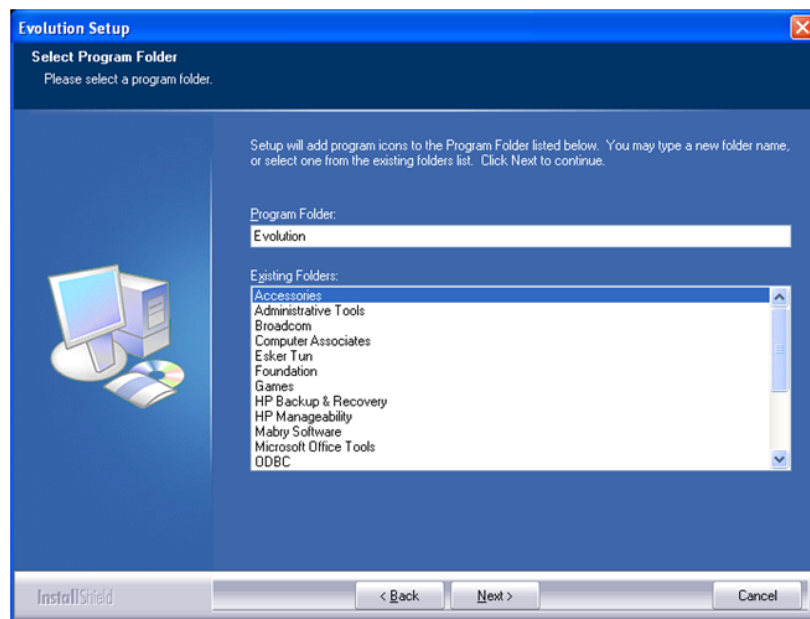 Evolution Setup
Select Program Folder
Please select a program folder.
Setup will add program icons to the Program Folder listed below. You may type a new folder name,
or select one from the existing folders list. Click Next to continue.
Program Folder:
Evolution
Existing Folders:
Accessories
Administrative Tools
Broadcom
Computer Associates
Esker Tun
Foundation
Games
HP Backup & Recovery
HP Manageability
Mabry Software
Microsoft Office Tools
ODBC
InstallShield
< Back
Next >
Cancel